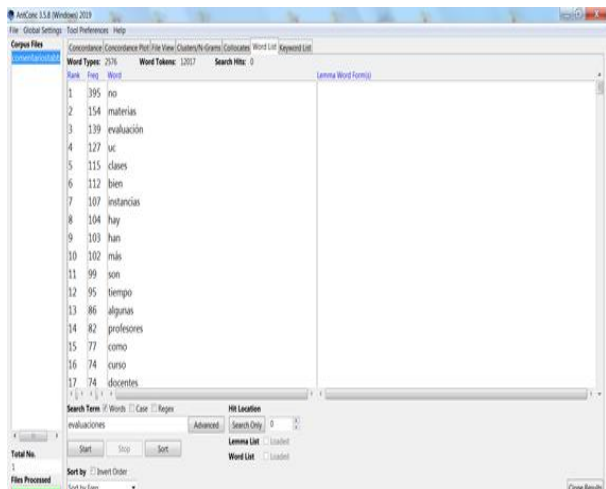 AntConc 3.5.8 (Windows) 2019
File Global Settings Tool Preferences Help
Corpus Files
Concordance Concordance Plot File View Clusters/N-Grams Collocates Word List Keyword List
Word Types: 2576 Word Tokens: 12017 Search Hits: 0
Rank Freq Word Lemma Word Form(s)
1 395 no
2 154 materias
3 139 evaluación
4 127 uc
5 115 clases
6 112 bien
7 107 instancias
8 104 hay
9 103 han
10 102 más
11 99 son
12 95 tiempo
13 86 algunas
14 82 profesores
15 77 como
16 74 curso
17 74 docentes
Search Term Words Case Regex Hit Location
evaluaciones Advanced Search Only 0
Start Stop Sort Lemma List Loaded
Word List Loaded
Sort by Invert Order
Sort by Freq
Total No.
1
Files Processed
Clone Results